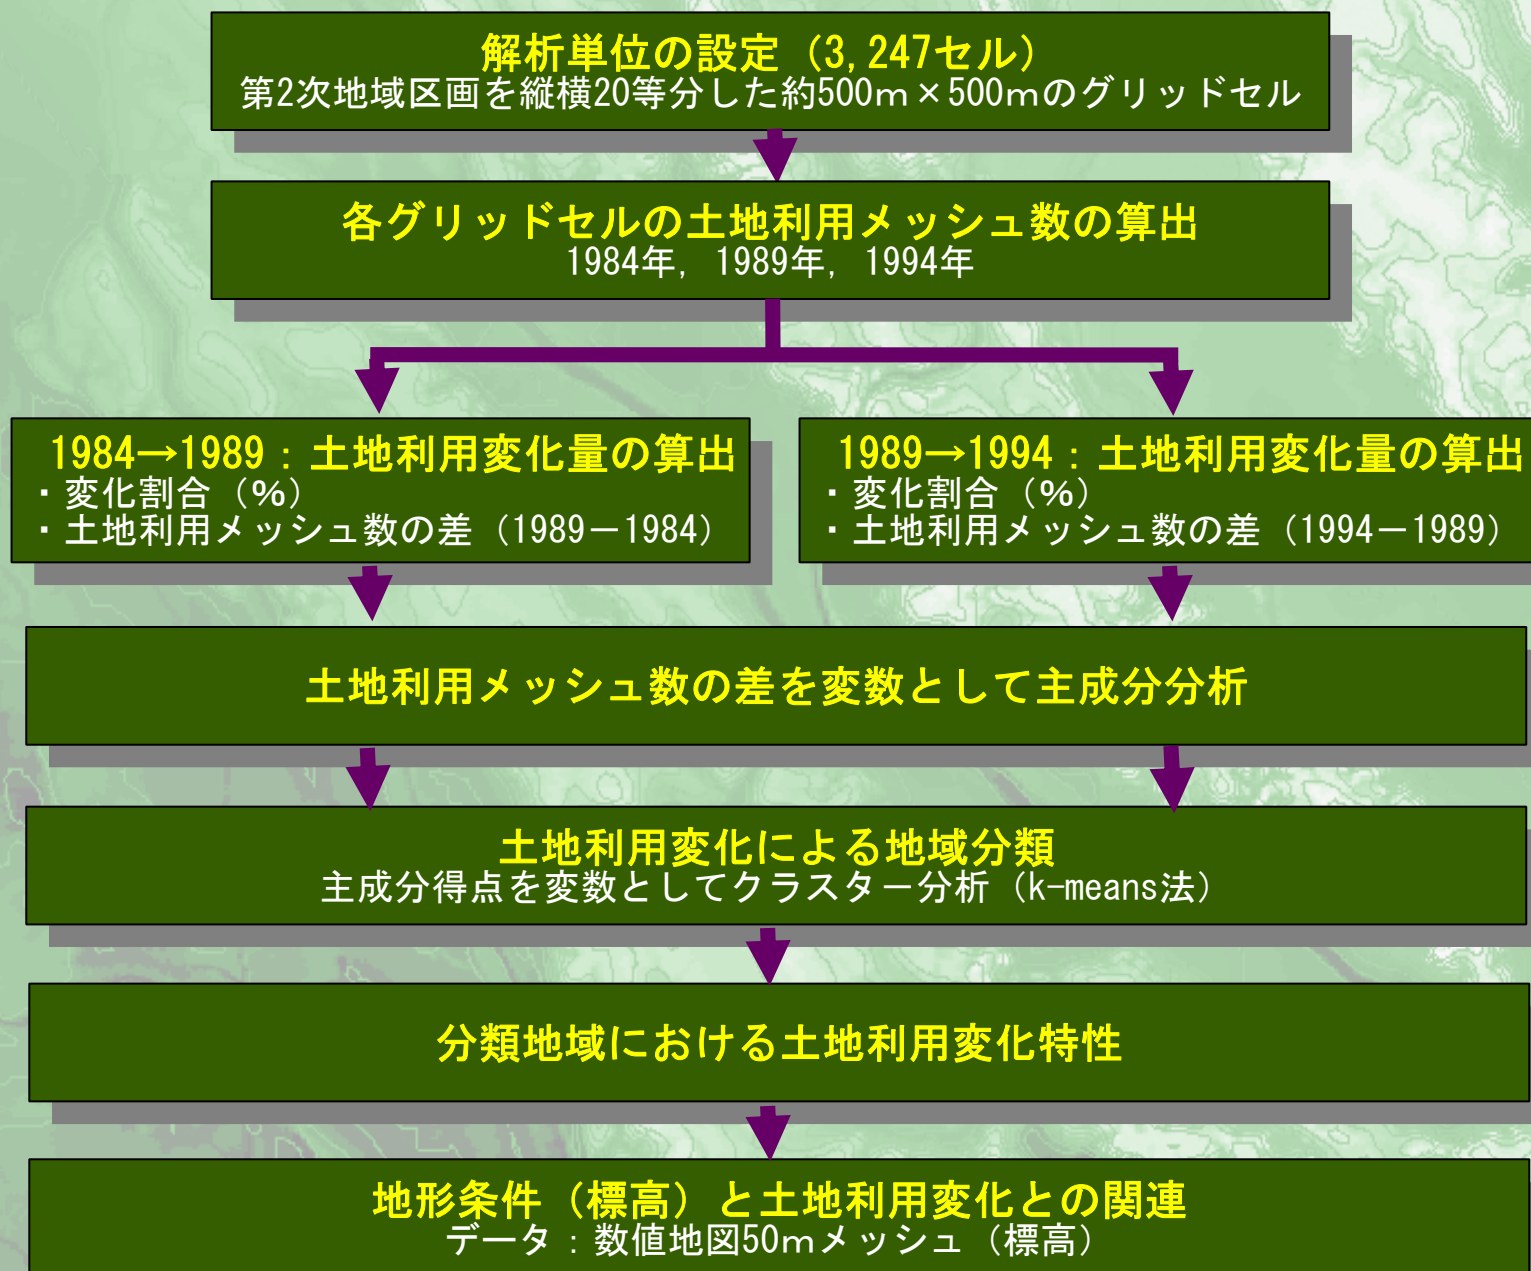 解析単位の設定（3,247セル）
第2次地域区画を縦横20等分した約500ｍ×500ｍのグリッドセル
各グリッドセルの土地利用メッシュ数の算出
1984年，1989年，1994年
1984→1989：土地利用変化量の算出
・変化割合（%）
・土地利用メッシュ数の差（1989－1984）
1989→1994：土地利用変化量の算出
・変化割合（%）
・土地利用メッシュ数の差（1994－1989）
土地利用メッシュ数の差を変数として主成分分析
土地利用変化による地域分類
主成分得点を変数としてクラスター分析（k-means法）
分類地域における土地利用変化特性
地形条件（標高）と土地利用変化との関連
データ：数値地図50ｍメッシュ（標高）